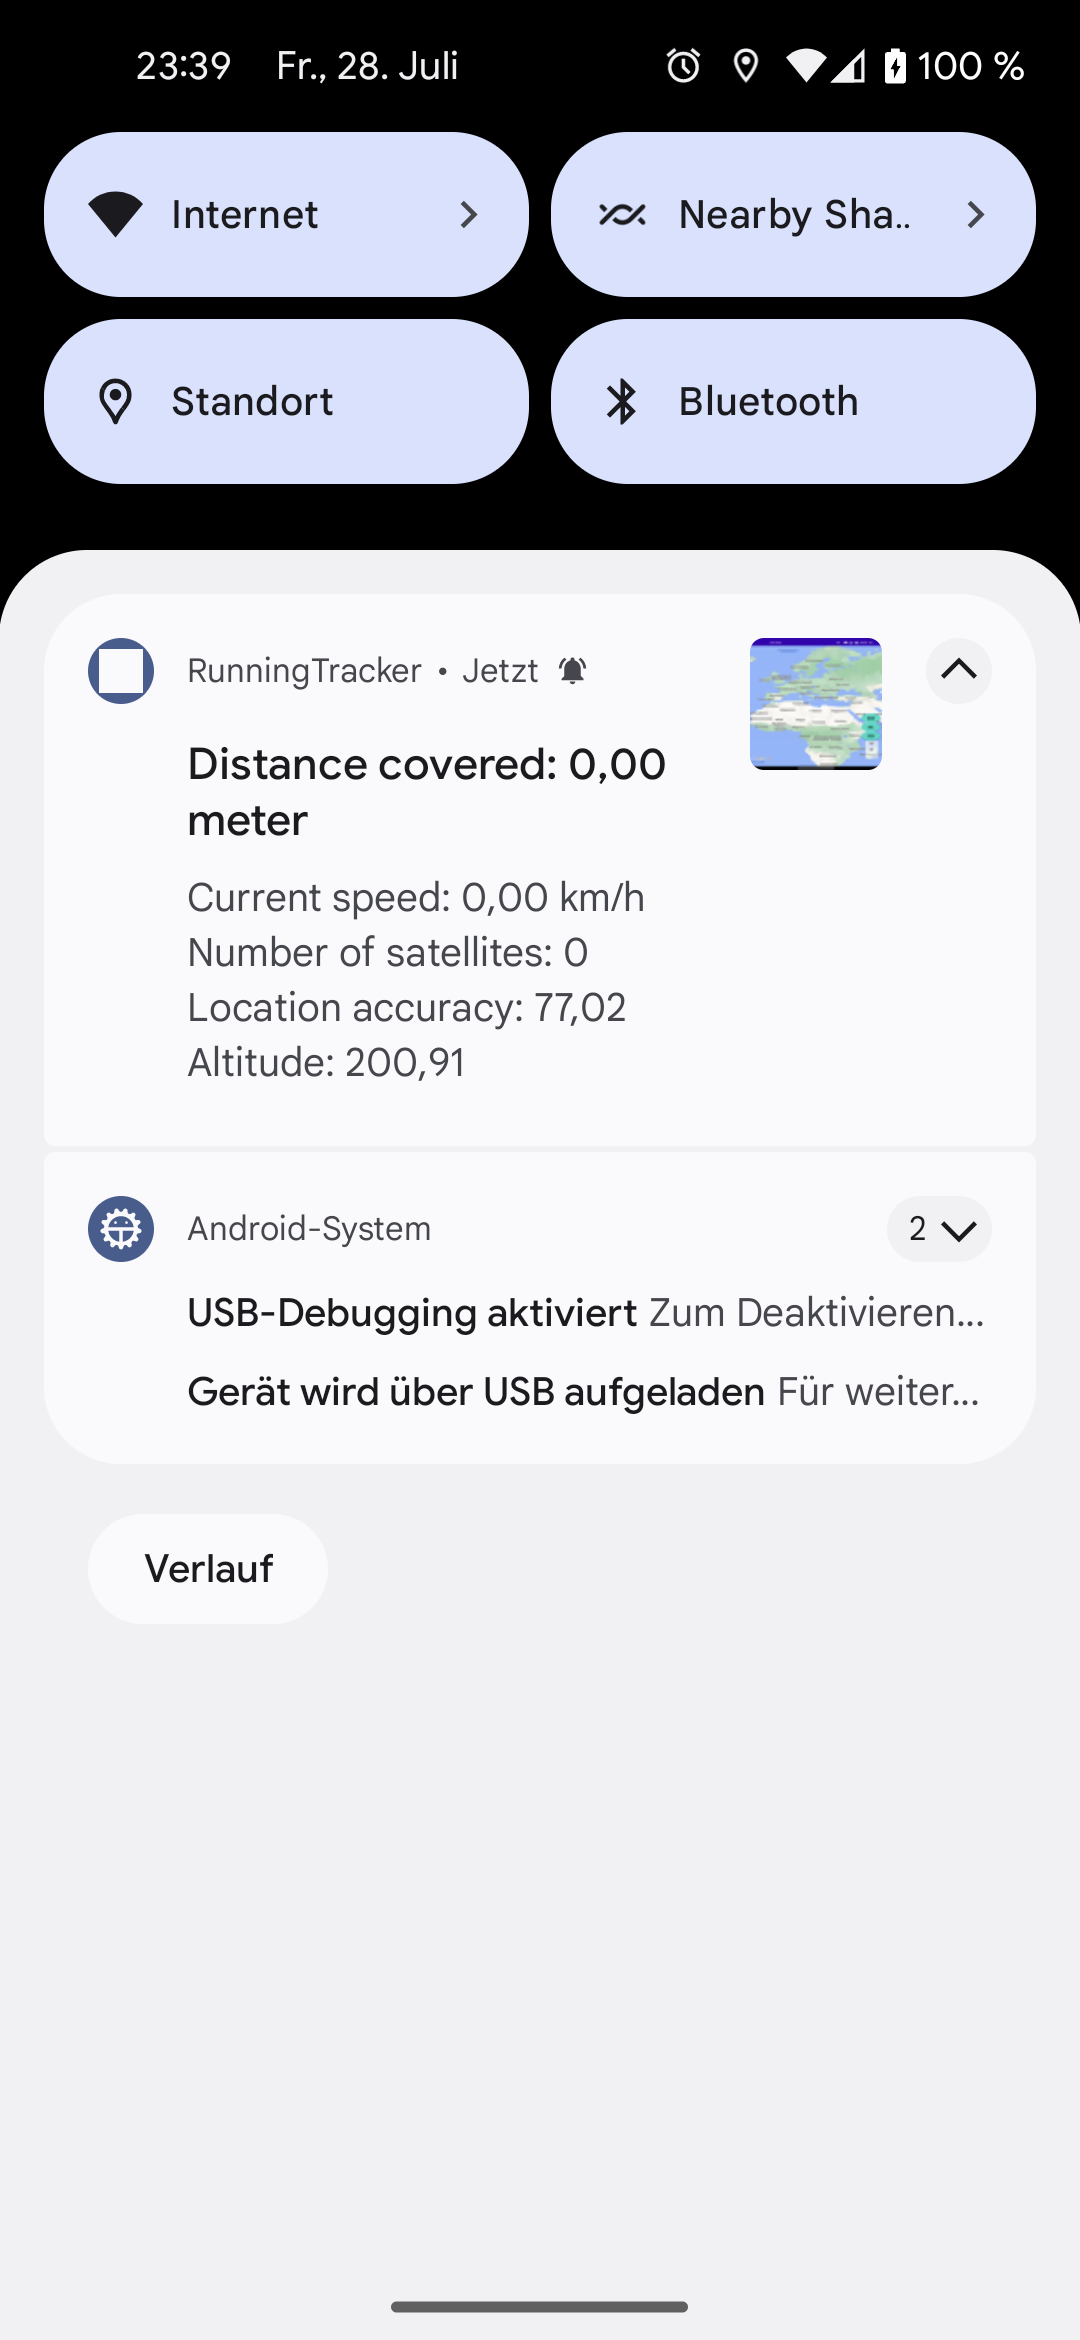 23:39 Fr., 28. Juli 100 %
Internet
Nearby Sha..
Standort
Bluetooth
RunningTracker • Jetzt
Distance covered: 0,00
meter
Current speed: 0,00 km/h
Number of satellites: 0
Location accuracy: 77,02
Altitude: 200,91
Android-System 2
USB-Debugging aktiviert Zum Deaktivieren...
Gerät wird über USB aufgeladen Für weiter...
Verlauf